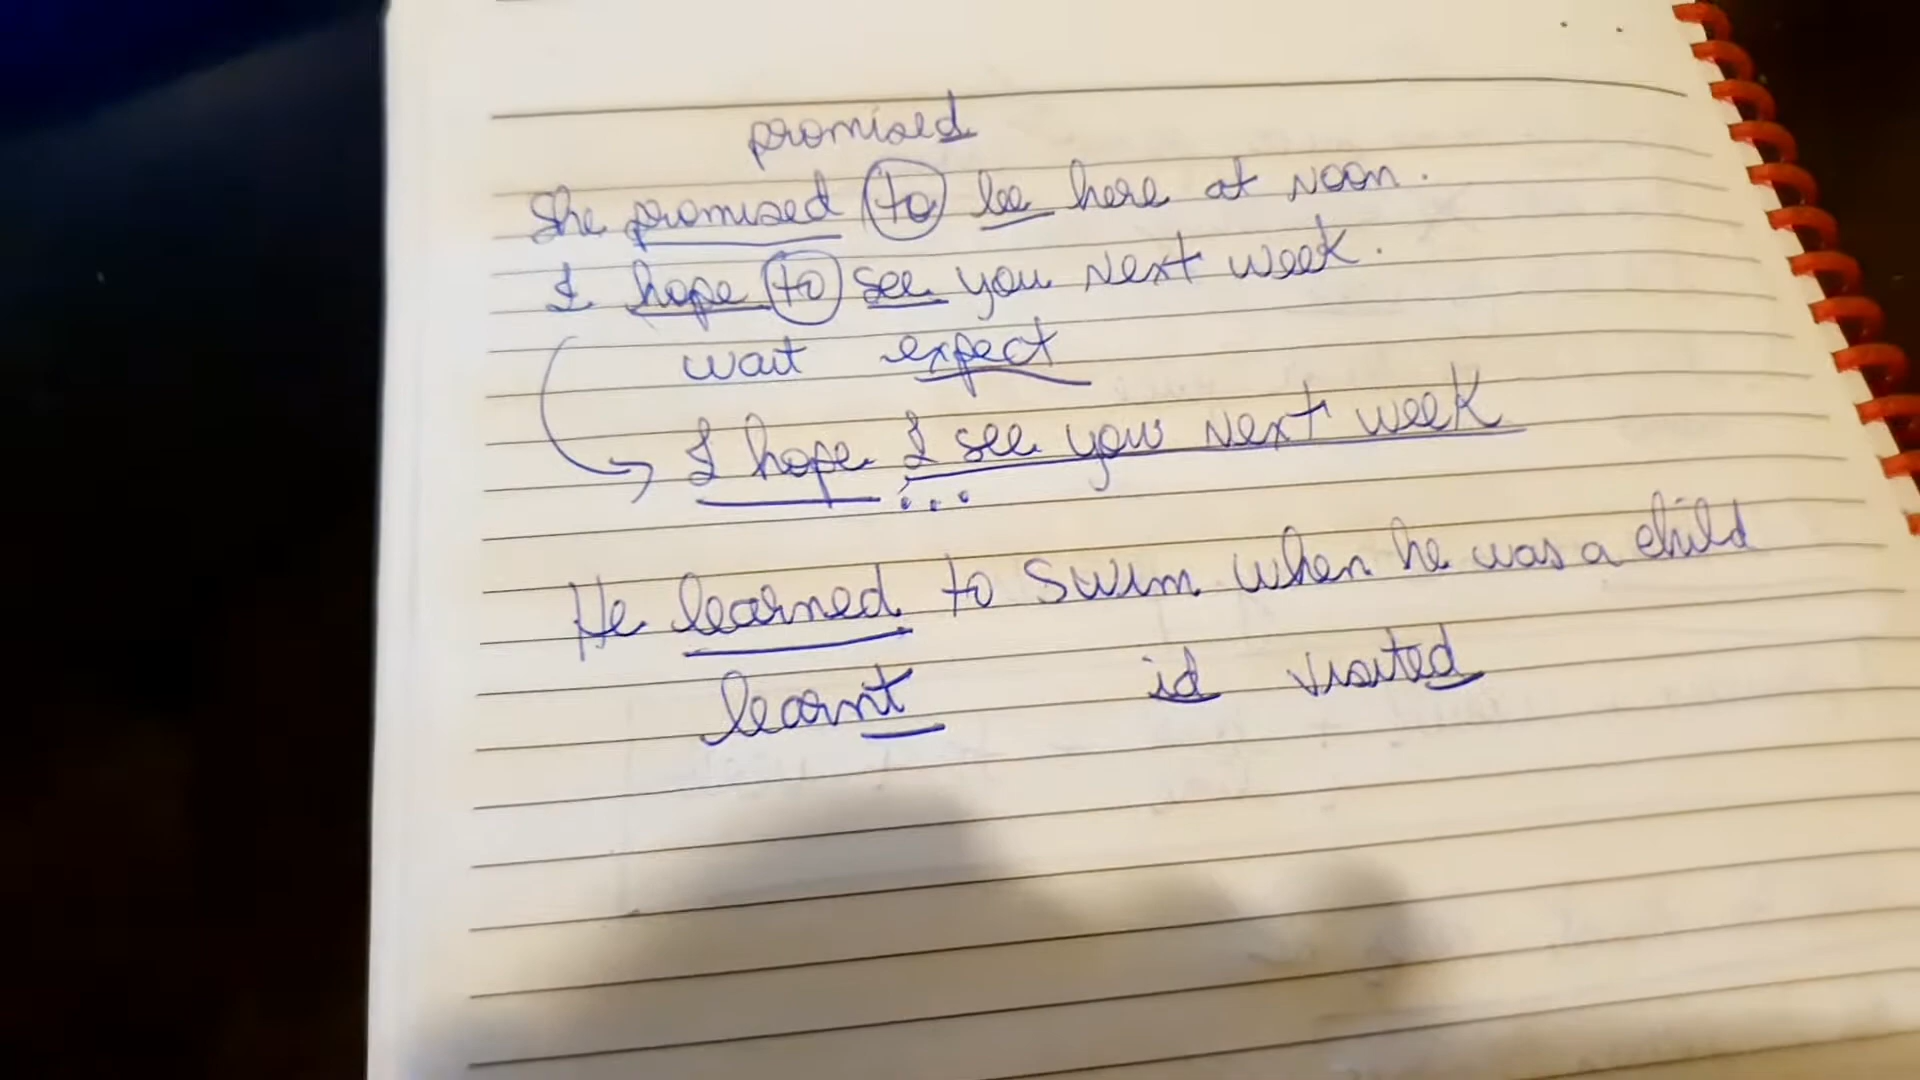 promised
She promised to be here at Noon.
I hope to see you Next week.
wait expect
I hope I see you Next week
...
He learned to swim when he was a child
learnt id visited